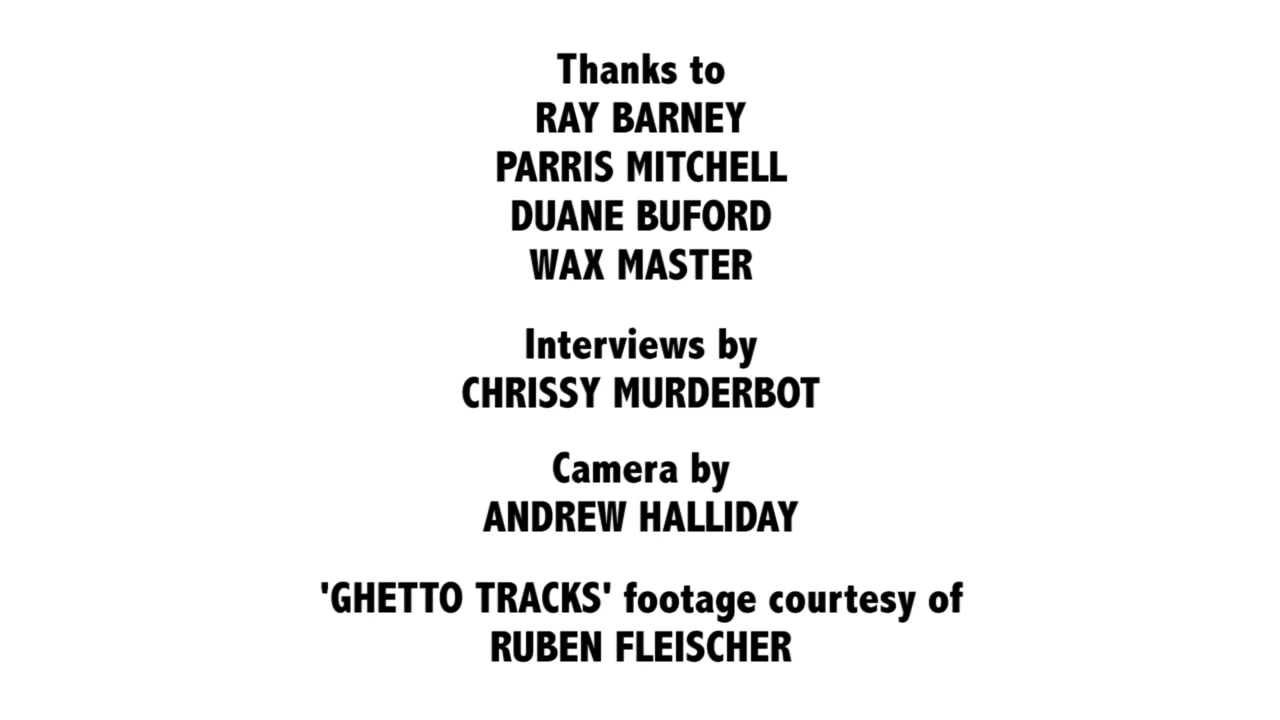 Thanks to
RAY BARNEY
PARRIS MITCHELL
DUANE BUFORD
WAX MASTER
Interviews by
CHRISSY MURDERBOT
Camera by
ANDREW HALLIDAY
'GHETTO TRACKS' footage courtesy of
RUBEN FLEISCHER